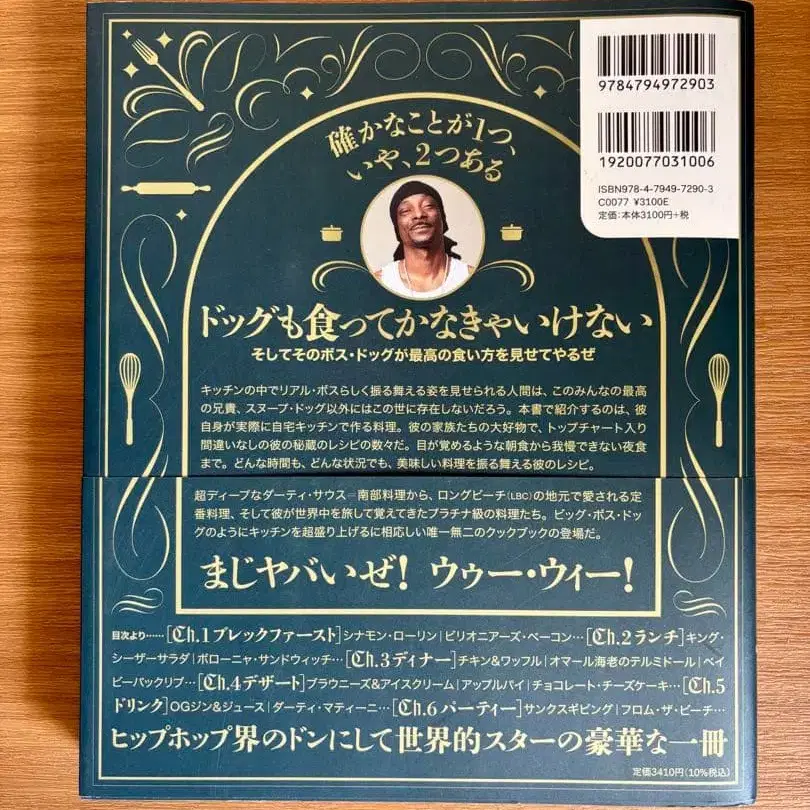 9784794972903
1920077031006
ISBN978-4-7949-7290-3
C0077 ¥3100E
定価:本体3100円+税
確かなことが1つ、
いや、2つある
ドッグも食ってかなきゃいけない
そしてそのボス・ドッグが最高の食い方を見せてやるぜ
キッチンの中でリアル・ボスらしく振る舞える姿を見せられる人間は、このみんなの最高
の兄貴、スヌープ・ドッグ以外にはこの世に存在しないだろう。本書で紹介するのは、彼
自身が実際に自宅キッチンで作る料理。彼の家族たちの大好物で、トップチャート入り
間違いなしの彼の秘蔵のレシピの数々だ。目が覚めるような朝食から我慢できない夜食
まで。どんな時間も、どんな状況でも、美味しい料理を振る舞える彼のレシピ。
超ディープなダーティ・サウス=南部料理から、ロングビーチ(LBC)の地元で愛される定
番料理、そして彼が世界中を旅して覚えてきたプラチナ級の料理たち。ビッグ・ボス・ドッ
グのようにキッチンを超盛り上げるに相応しい唯一無二のクックブックの登場だ。
まじヤバいぜ! ウゥー・ウィー!
目次より……[Ch.1 ブレックファースト]シナモン・ローリン|ビリオニアーズ・ベーコン…[Ch.2 ランチ]キング・
シーザーサラダ|ボローニャ・サンドウィッチ…[Ch.3 ディナー]チキン&ワッフル|オマール海老のテルミドール|ベイ
ビーバックリブ…[Ch.4 デザート]ブラウニーズ&アイスクリーム|アップルパイ|チョコレート・チーズケーキ…[Ch.5
ドリンク]OGジン&ジュース|ダーティ・マティーニ…[Ch.6 パーティー]サンクスギビング|フロム・ザ・ビーチ…
ヒップホップ界のドンにして世界的スターの豪華な一冊
定価3410円(10%税込)